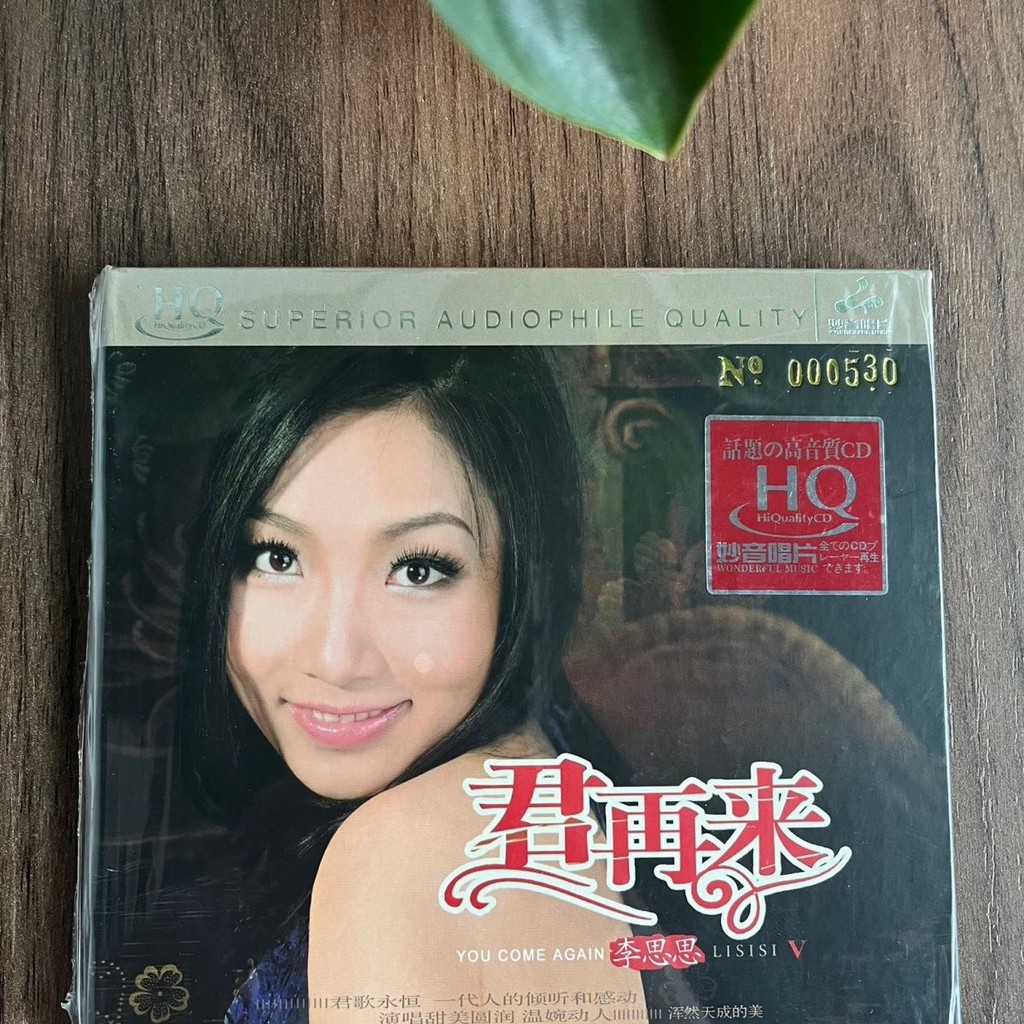 HQ
HiQualityCD
SUPERIOR AUDIOPHILE QUALITY
妙音唱片
Nº 000530
話題の高音質CD
HQ
HiQualityCD
妙音唱片
WONDERFUL MUSIC
全てのCDプ
レーヤー再生
できます。
君再来
YOU COME AGAIN 李思思 LISISI V
君歌永恒 一代人的倾听和感动
演唱甜美圆润 温婉动人 浑然天成的美